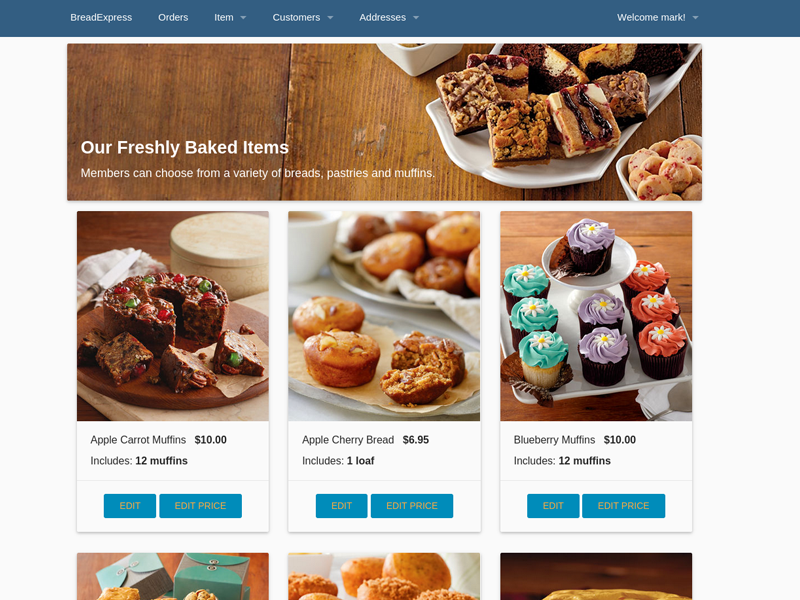 BreadExpress Orders Item Customers Addresses Welcome mark!
Our Freshly Baked Items
Members can choose from a variety of breads, pastries and muffins.
Apple Carrot Muffins $10.00
Includes: 12 muffins
EDIT EDIT PRICE
Apple Cherry Bread $6.95
Includes: 1 loaf
EDIT EDIT PRICE
Blueberry Muffins $10.00
Includes: 12 muffins
EDIT EDIT PRICE